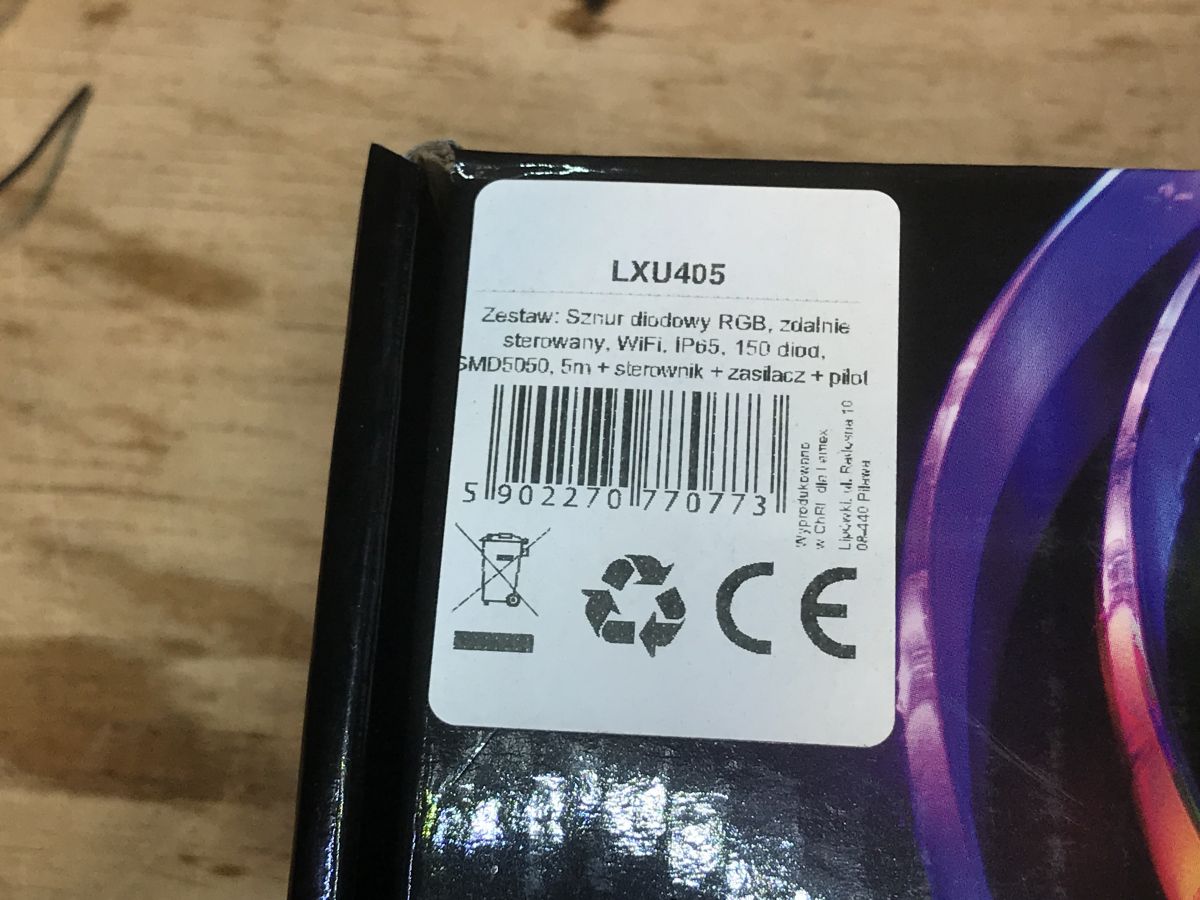 LXU405
Zestaw: Sznur diodowy RGB, zdalnie
sterowany, WiFi, IP65, 150 diod,
SMD5050, 5m + sterownik + zasilacz + pilot
5 902270 770773
Wyprodukowano
w ChRL dla Lamex
Lipówki, ul. Radosna 10
08-440 Pilawa
CE